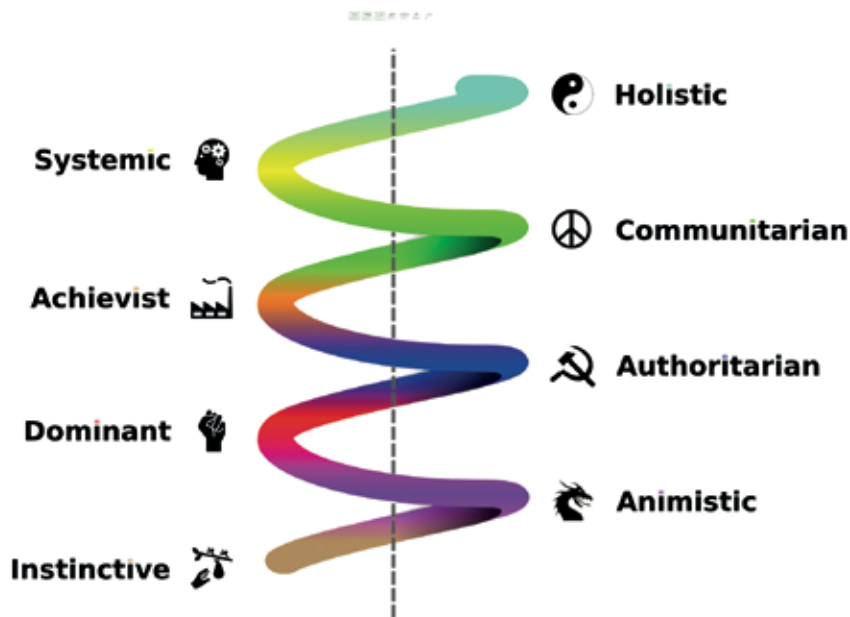 Holistic
Systemic
Communitarian
Achievist
Authoritarian
Dominant
Animistic
Instinctive